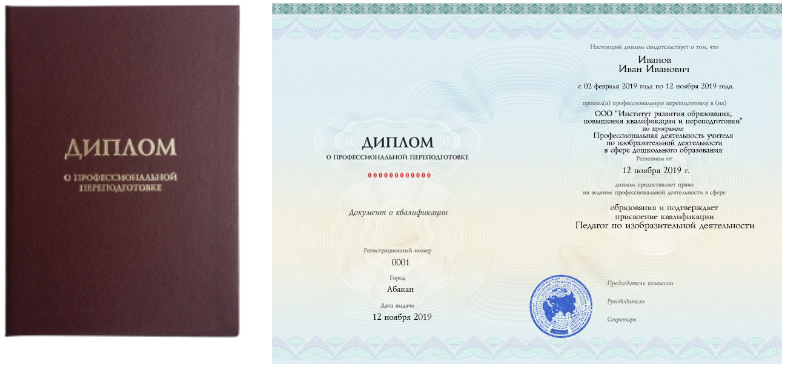 ДИПЛОМ
О ПРОФЕССИОНАЛЬНОЙ
ПЕРЕПОДГОТОВКЕ
ДИПЛОМ
О ПРОФЕССИОНАЛЬНОЙ ПЕРЕПОДГОТОВКЕ
000000000000
Документ о квалификации
Регистрационный номер
0001
Город
Абакан
Дата выдачи
12 ноября 2019
Настоящий диплом свидетельствует о том, что
Иванов
Иван Иванович
с 02 февраля 2019 года по 12 ноября 2019 года.
прошел(а) профессиональную переподготовку в (на)
ООО "Институт развития образования,
повышения квалификации и переподготовки"
по программе
Профессиональная деятельность учителя
по изобразительной деятельности
в сфере дошкольного образования
Решением от
12 ноября 2019 г.
диплом предоставляет право
на ведение профессиональной деятельности в сфере
образования и подтверждает
присвоение квалификации
Педагог по изобразительной деятельности
Председатель комиссии
Руководитель
Секретарь